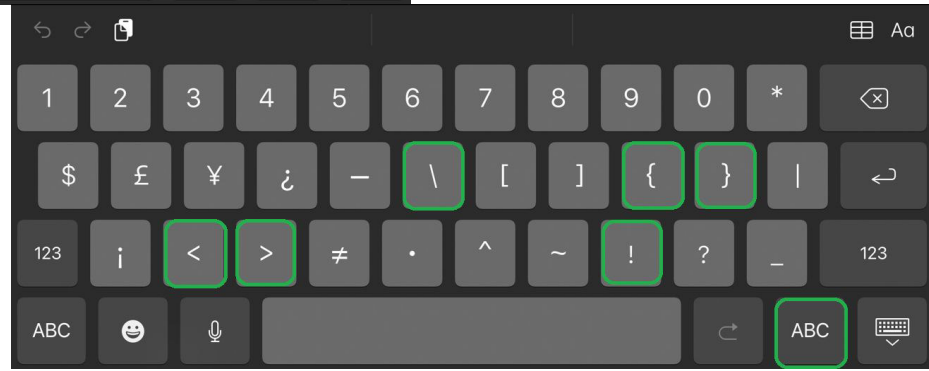 Aa
1 2 3 4 5 6 7 8 9 0 *
$ £ ¥ ¿ — \ [ ] { } |
123 ¡ < > ≠ • ^ ~ ! ? _ 123
ABC ABC